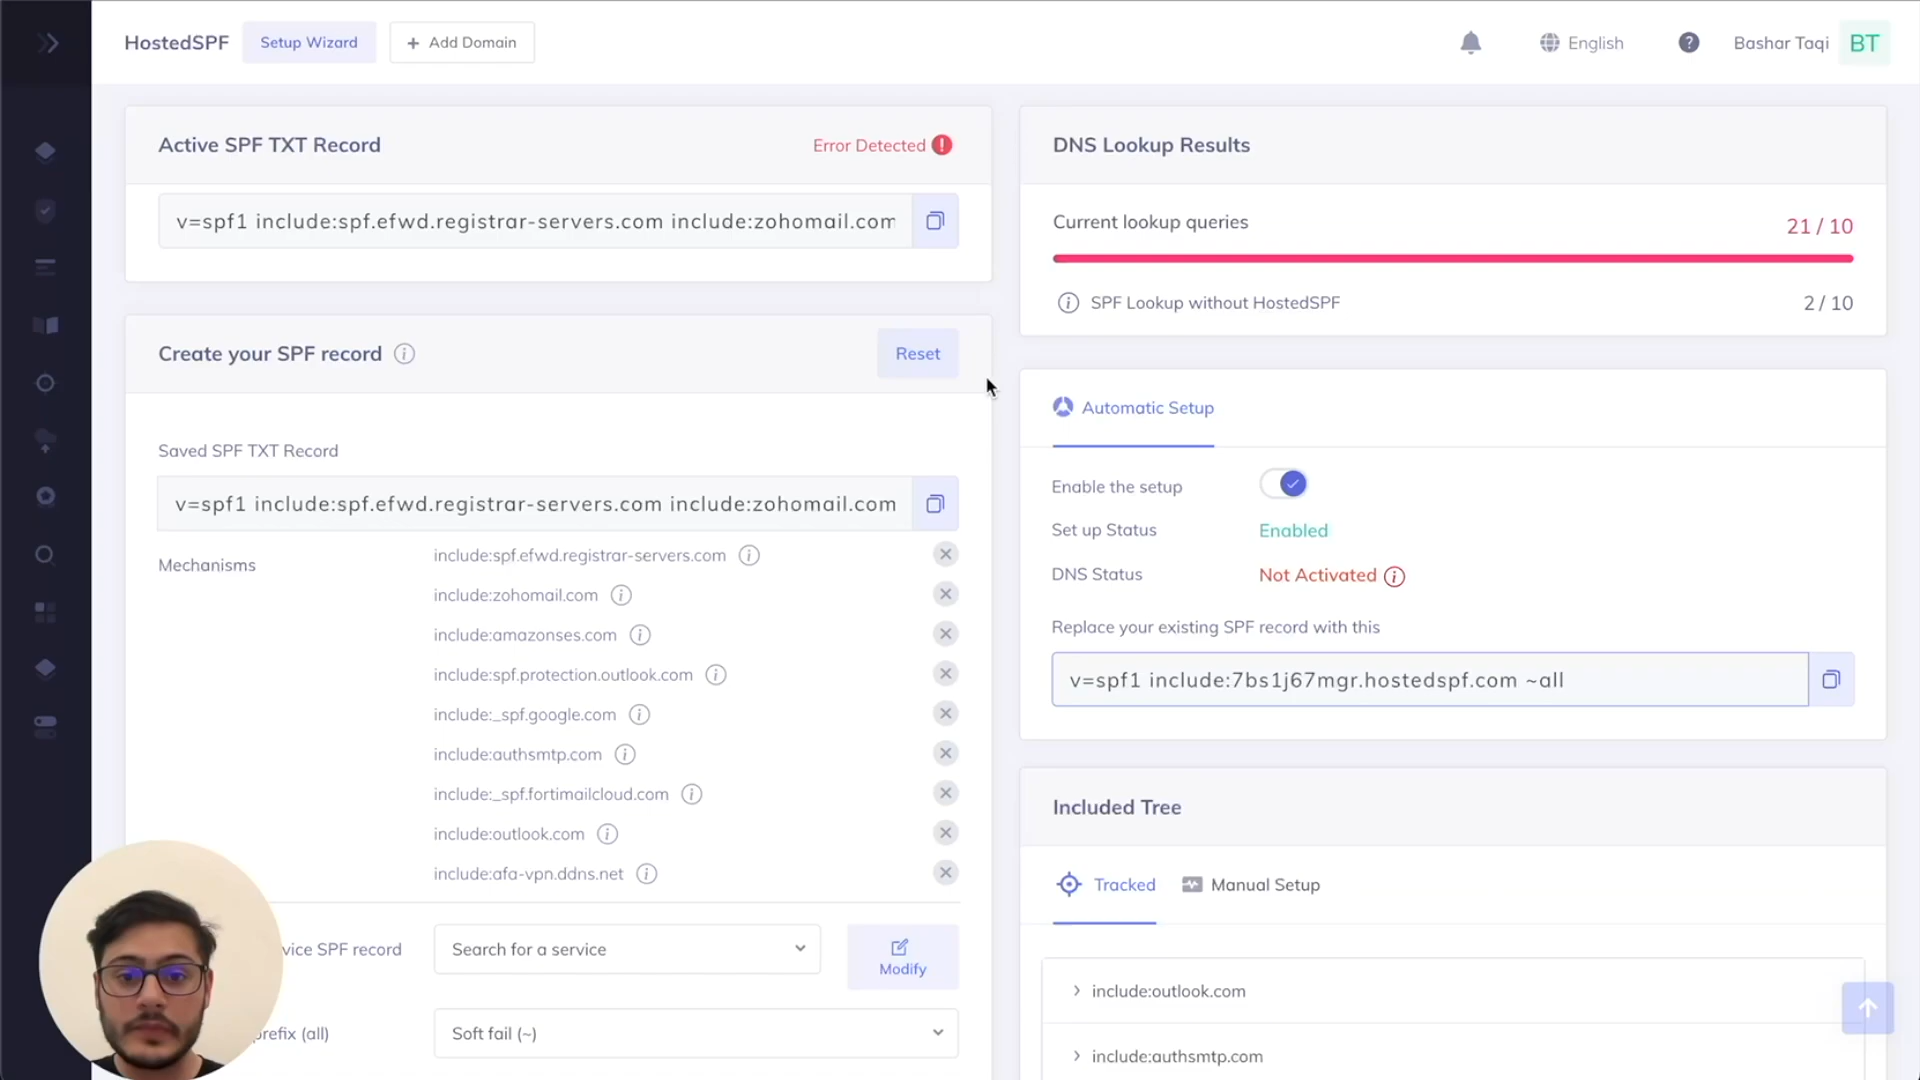 HostedSPF
Setup Wizard
+ Add Domain
English
?
Bashar Taqi
BT
Active SPF TXT Record
Error Detected
v=spf1 include:spf.efwd.registrar-servers.com include:zohomail.com
Create your SPF record
Reset
Saved SPF TXT Record
v=spf1 include:spf.efwd.registrar-servers.com include:zohomail.com
Mechanisms
include:spf.efwd.registrar-servers.com
include:zohomail.com
include:amazonses.com
include:spf.protection.outlook.com
include:_spf.google.com
include:authsmtp.com
include:_spf.fortimailcloud.com
include:outlook.com
include:afa-vpn.ddns.net
vice SPF record
Search for a service
Modify
prefix (all)
Soft fail (~)
DNS Lookup Results
Current lookup queries
21 / 10
SPF Lookup without HostedSPF
2 / 10
Automatic Setup
Enable the setup
Set up Status
Enabled
DNS Status
Not Activated
Replace your existing SPF record with this
v=spf1 include:7bs1j67mgr.hostedspf.com ~all
Included Tree
Tracked
Manual Setup
include:outlook.com
include:authsmtp.com